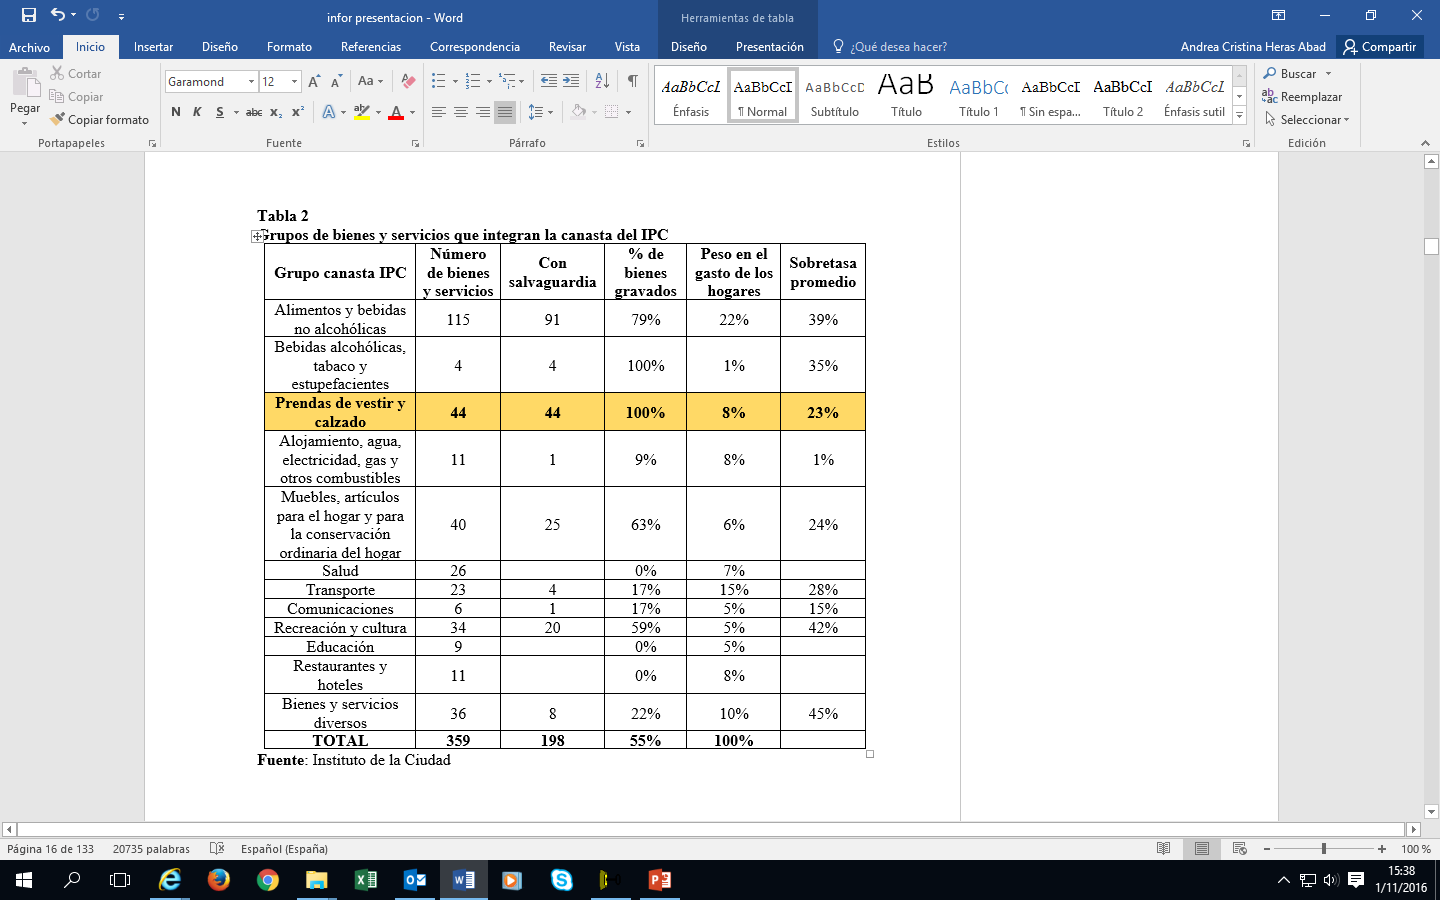 infor presentacion - Word
Herramientas de tabla
Archivo Inicio Insertar Diseño Formato Referencias Correspondencia Revisar Vista Diseño Presentación ¿Qué desea hacer? Andrea Cristina Heras Abad Compartir
Pegar
Cortar
Copiar
Copiar formato
Portapapeles
Garamond 12
Fuente
Párrafo
AaBbCcI AaBbCcI AaBbCcD AaB AaBbCc AaBbCcI AaBbCcI AaBbCcI
Énfasis ¶ Normal Subtítulo Título Título 1 ¶ Sin espa... Título 2 Énfasis sutil
Estilos
Buscar
Reemplazar
Seleccionar
Edición
Tabla 2
Grupos de bienes y servicios que integran la canasta del IPC
Grupo canasta IPC
Número
de bienes
y servicios
Con
salvaguardia
% de
bienes
gravados
Peso en el
gasto de los
hogares
Sobretasa
promedio
Alimentos y bebidas
no alcohólicas
115 91 79% 22% 39%
Bebidas alcohólicas,
tabaco y
estupefacientes
4 4 100% 1% 35%
Prendas de vestir y
calzado
44 44 100% 8% 23%
Alojamiento, agua,
electricidad, gas y
otros combustibles
11 1 9% 8% 1%
Muebles, artículos
para el hogar y para
la conservación
ordinaria del hogar
40 25 63% 6% 24%
Salud 26 0% 7%
Transporte 23 4 17% 15% 28%
Comunicaciones 6 1 17% 5% 15%
Recreación y cultura 34 20 59% 5% 42%
Educación 9 0% 5%
Restaurantes y
hoteles
11 0% 8%
Bienes y servicios
diversos
36 8 22% 10% 45%
TOTAL 359 198 55% 100%
Fuente: Instituto de la Ciudad
Página 16 de 133 20735 palabras Español (España) 100 %
15:38
1/11/2016